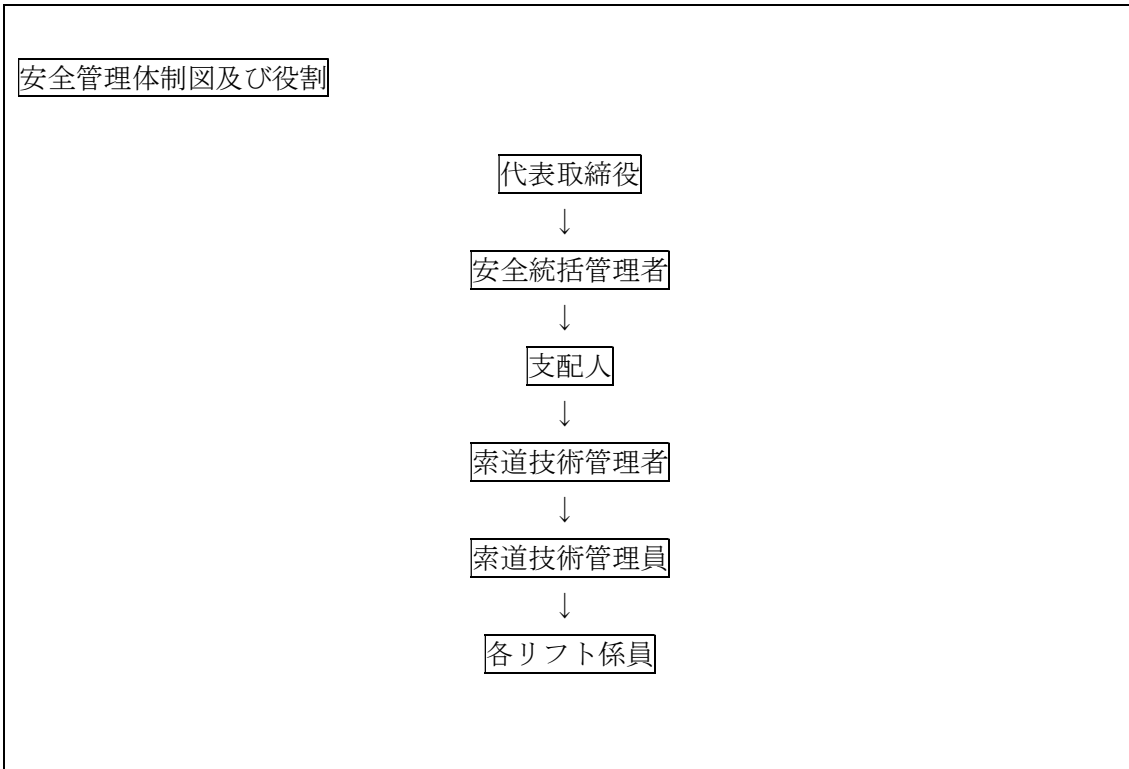 安全管理体制図及び役割
代表取締役
↓
安全統括管理者
↓
支配人
↓
索道技術管理者
↓
索道技術管理員
↓
各リフト係員